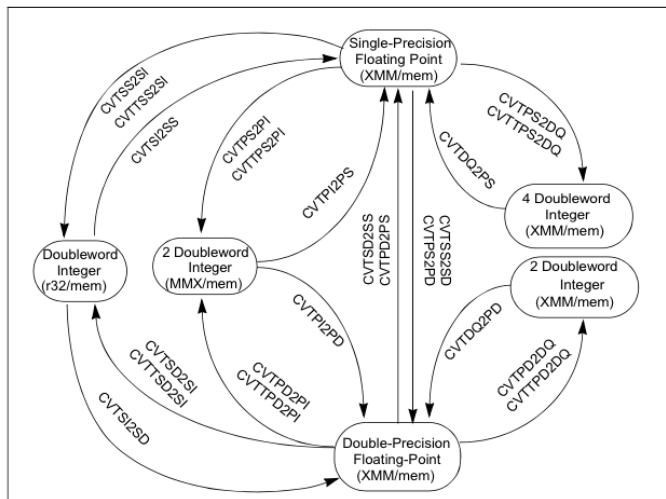 Single-Precision
Floating Point
(XMM/mem)
CVTSS2SI
CVTTSS2SI
CVTSI2SS
CVTPS2PI
CVTTPS2PI
CVTPI2PS
CVTPS2DQ
CVTTPS2DQ
CVTDQ2PS
4 Doubleword
Integer
(XMM/mem)
CVTSD2SS
CVTPD2PS
CVTSS2SD
CVTPS2PD
Doubleword
Integer
(r32/mem)
2 Doubleword
Integer
(MMX/mem)
2 Doubleword
Integer
(XMM/mem)
CVTPI2PD
CVTDQ2PD
CVTSD2SI
CVTTSD2SI
CVTPD2PI
CVTTPD2PI
CVTPD2DQ
CVTTPD2DQ
CVTSI2SD
Double-Precision
Floating-Point
(XMM/mem)